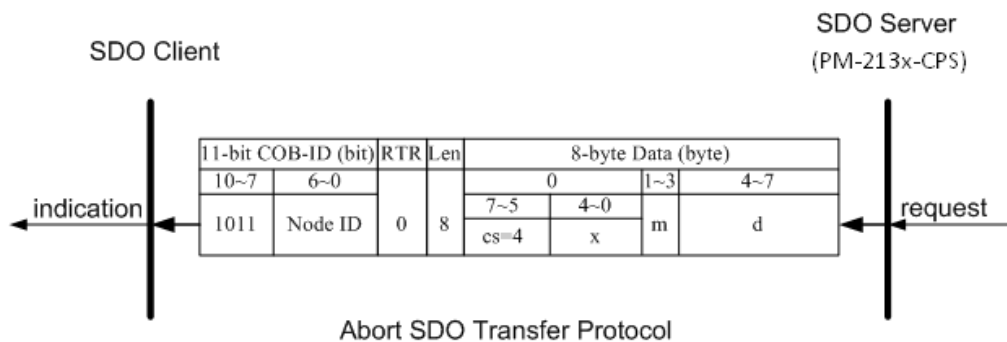 SDO Client
SDO Server
(PM-213x-CPS)
11-bit COB-ID (bit) RTR Len 8-byte Data (byte)
10~7 6~0 0 1~3 4~7
7~5 4~0
indication 1011 Node ID 0 8 m d request
cs=4 x
Abort SDO Transfer Protocol